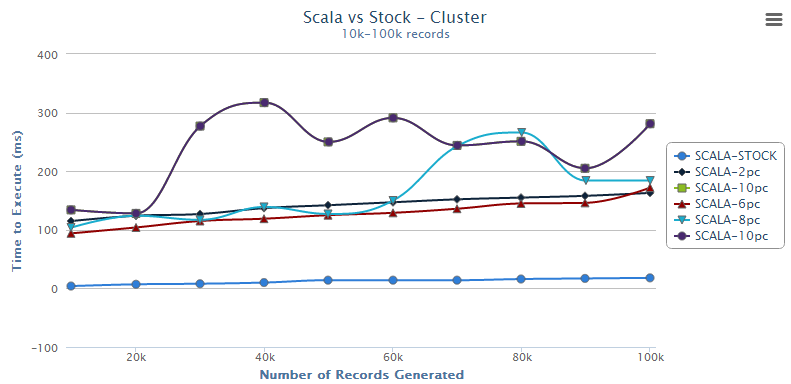 Scala vs Stock - Cluster
10k-100k records
Time to Execute (ms)
400
300
200
100
0
-100
20k
40k
60k
80k
100k
Number of Records Generated
SCALA-STOCK
SCALA-2pc
SCALA-10pc
SCALA-6pc
SCALA-8pc
SCALA-10pc